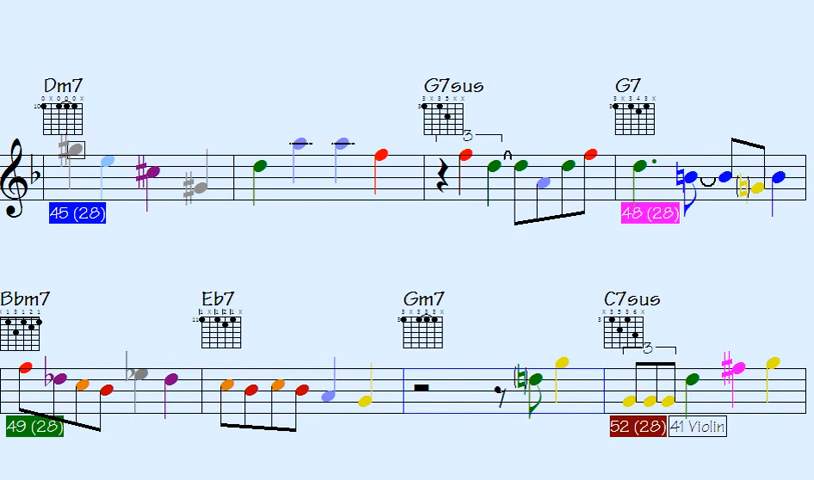 Dm7 G7sus G7
3
45 (28) 48 (28)
Bbm7 Eb7 Gm7 C7sus
3
49 (28) 52 (28) 41 Violin